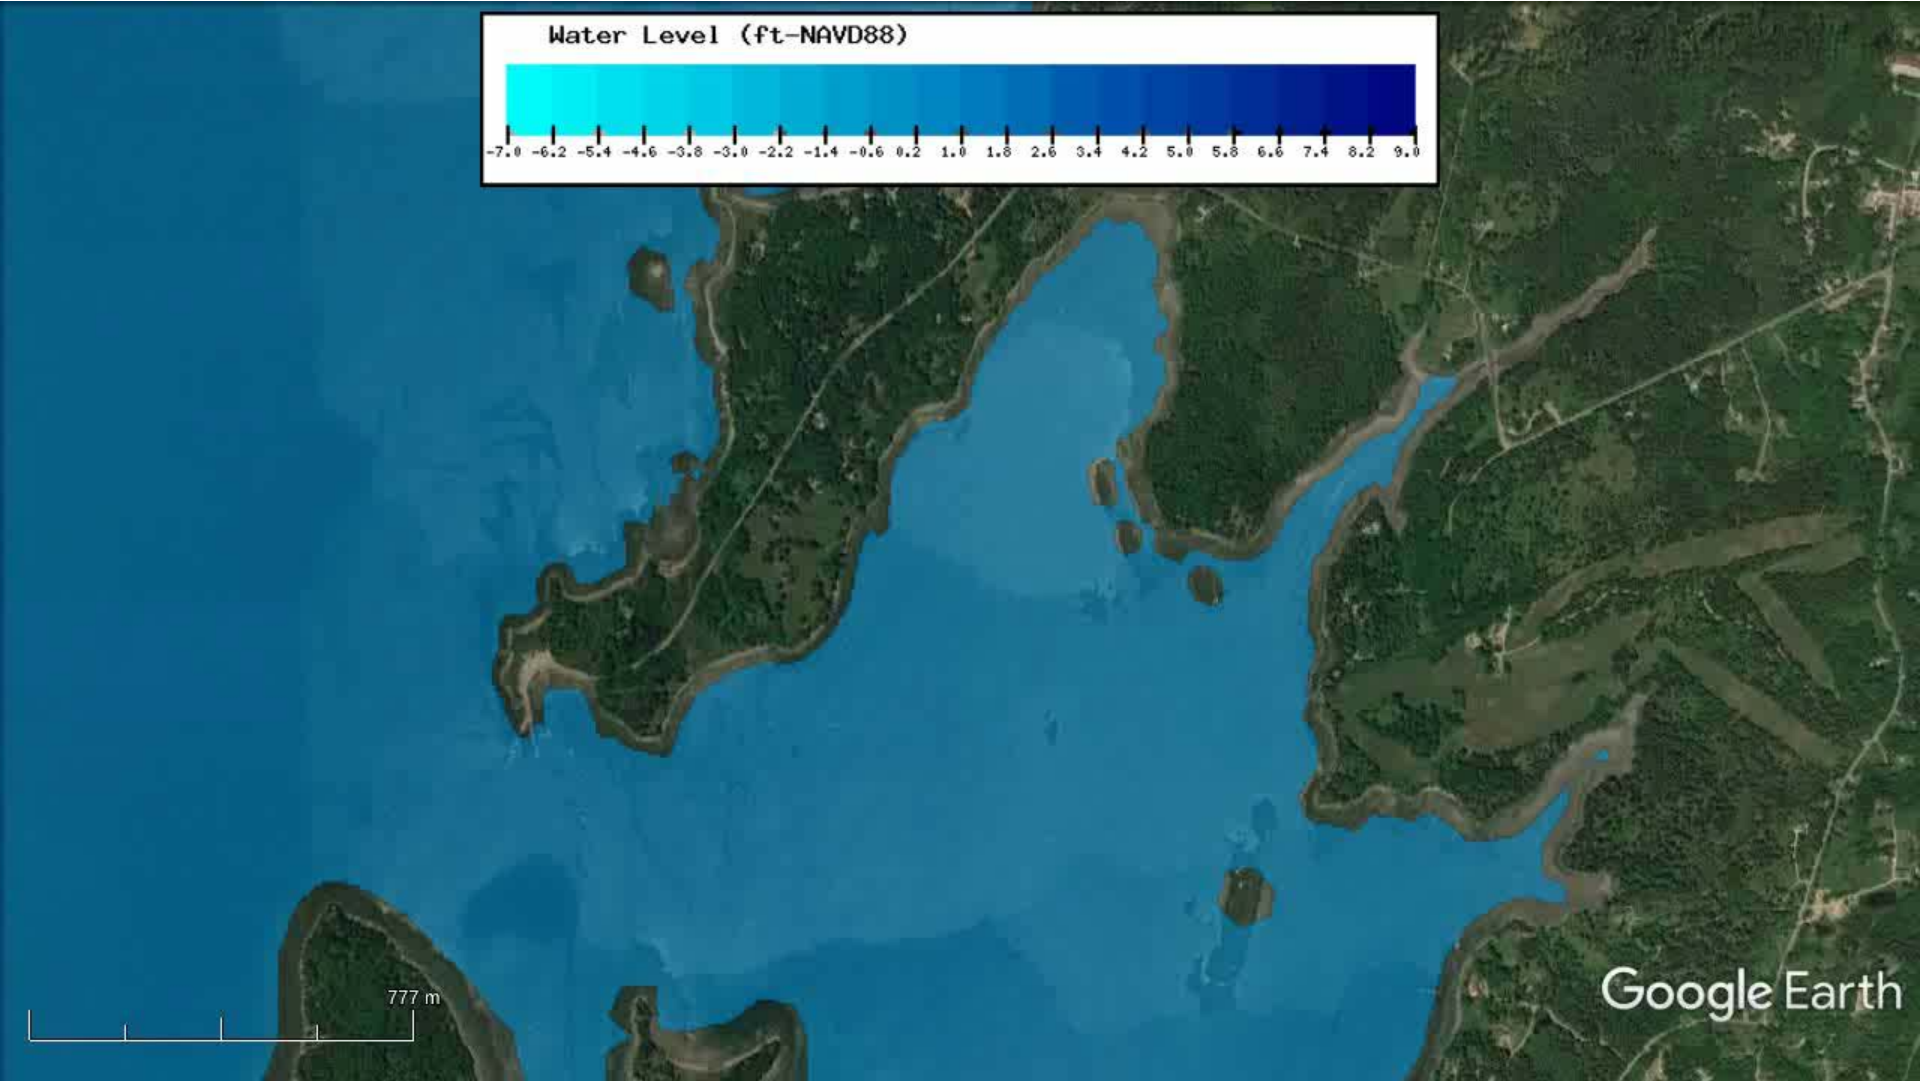 Water Level (ft-NAVD88)
-7.0 -6.2 -5.4 -4.6 -3.8 -3.0 -2.2 -1.4 -0.6 0.2 1.0 1.8 2.6 3.4 4.2 5.0 5.8 6.6 7.4 8.2 9.0
777 m
Google Earth